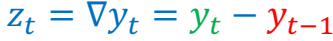 z_t = ∇y_t = y_t − y_{t−1}